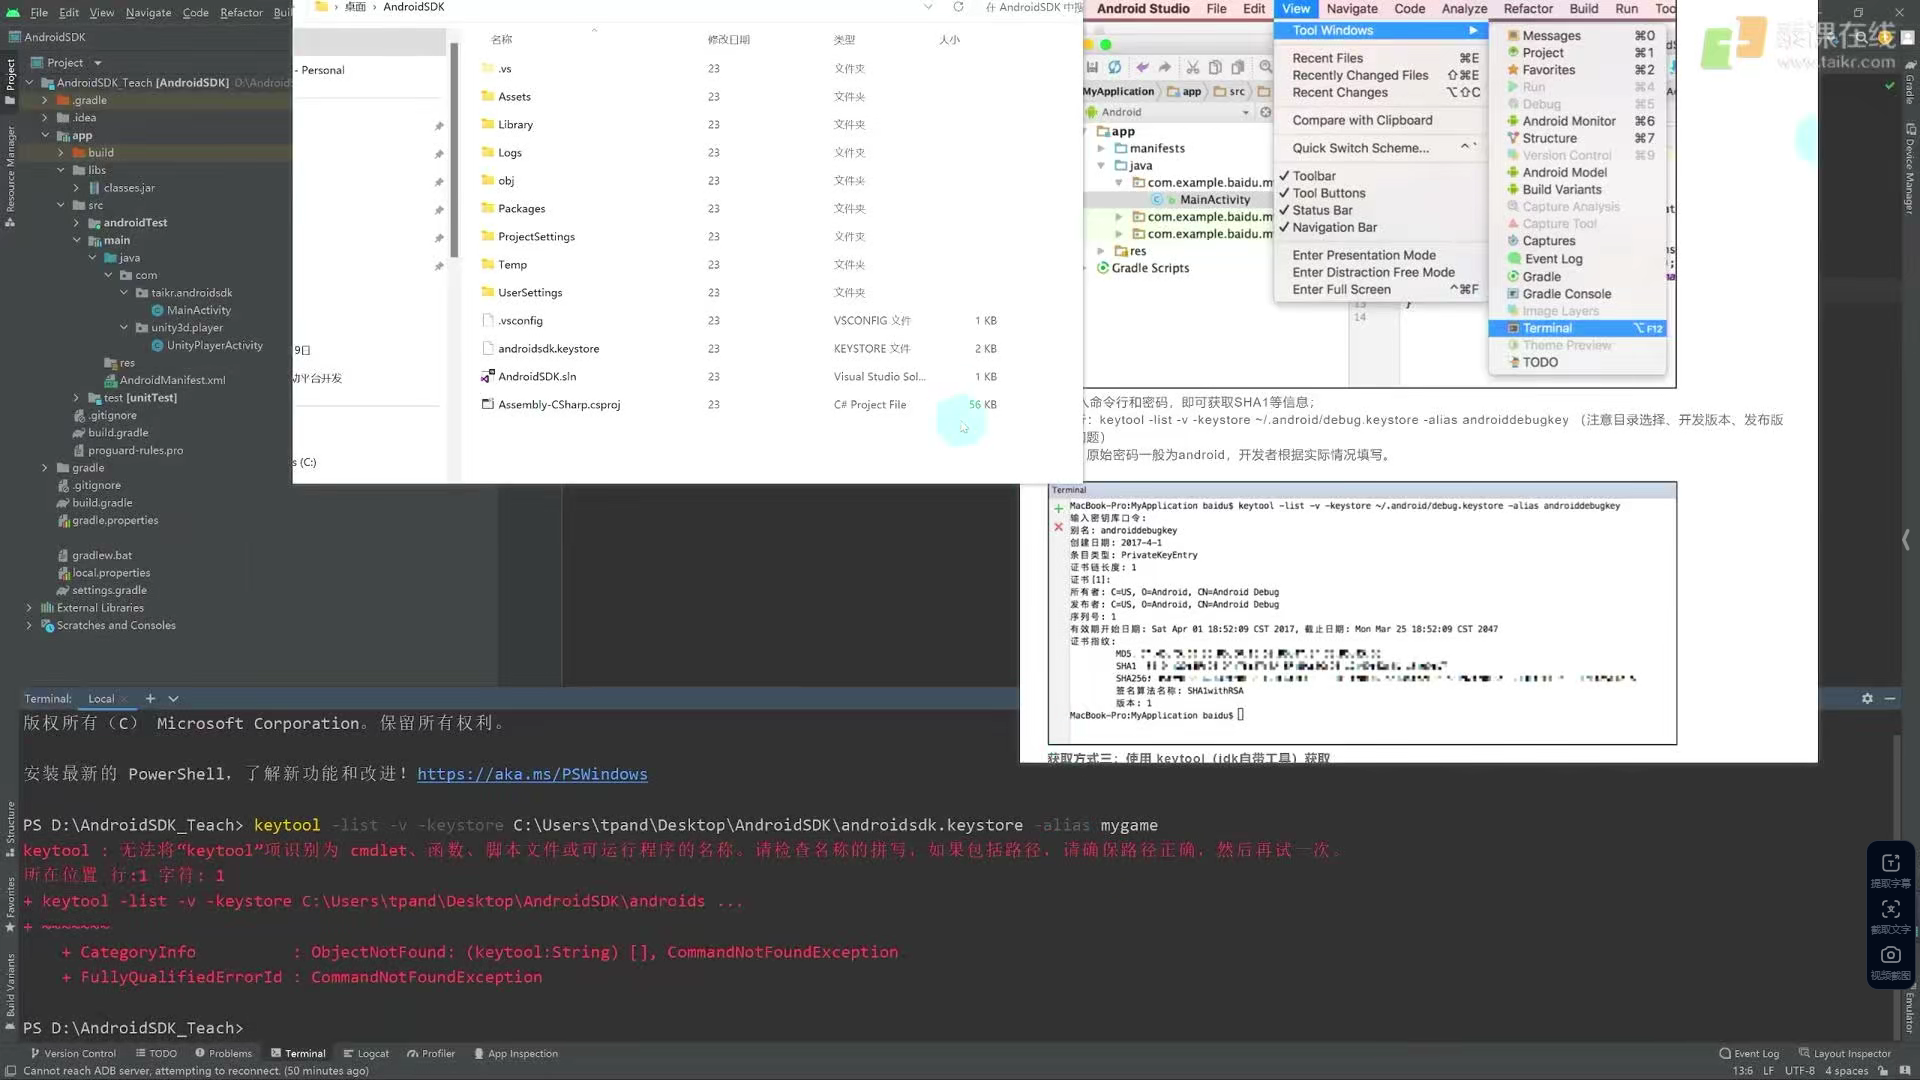 File Edit View Navigate Code Refactor Buil
AndroidSDK
Project
AndroidSDK_Teach [AndroidSDK] D:\Android
.gradle
.idea
app
build
libs
classes.jar
src
androidTest
main
java
com
taikr.androidsdk
MainActivity
unity3d.player
UnityPlayerActivity
res
AndroidManifest.xml
test [unitTest]
.gitignore
build.gradle
proguard-rules.pro
gradle
.gitignore
build.gradle
gradle.properties
gradlew.bat
local.properties
settings.gradle
External Libraries
Scratches and Consoles
Project
Resource Manager
Structure
Favorites
Build Variants
桌面 › AndroidSDK
在 AndroidSDK 中搜
- Personal
9日
动平台开发
s (C:)
名称 修改日期 类型 大小
.vs 23 文件夹
Assets 23 文件夹
Library 23 文件夹
Logs 23 文件夹
obj 23 文件夹
Packages 23 文件夹
ProjectSettings 23 文件夹
Temp 23 文件夹
UserSettings 23 文件夹
.vsconfig 23 VSCONFIG 文件 1 KB
androidsdk.keystore 23 KEYSTORE 文件 2 KB
AndroidSDK.sln 23 Visual Studio Sol... 1 KB
Assembly-CSharp.csproj 23 C# Project File 56 KB
Android Studio File Edit View Navigate Code Analyze Refactor Build Run Too
MyApplication app src
Android
app
manifests
java
com.example.baidu.m
MainActivity
com.example.baidu.m
com.example.baidu.m
res
Gradle Scripts
Tool Windows
Recent Files ⌘E
Recently Changed Files ⇧⌘E
Recent Changes ⌥⇧C
Compare with Clipboard
Quick Switch Scheme... ^`
✓ Toolbar
✓ Tool Buttons
✓ Status Bar
✓ Navigation Bar
Enter Presentation Mode
Enter Distraction Free Mode
Enter Full Screen ^⌘F
Messages ⌘0
Project ⌘1
Favorites ⌘2
Run ⌘4
Debug ⌘5
Android Monitor ⌘6
Structure ⌘7
Version Control ⌘9
Android Model
Build Variants
Capture Analysis
Capture Tool
Captures
Event Log
Gradle
Gradle Console
Image Layers
Terminal ⌥F12
Theme Preview
TODO
13
14
课在线
www.taikr.com
Gradle
Device Manager
Emulator
入命令行和密码，即可获取SHA1等信息；
：keytool -list -v -keystore ~/.android/debug.keystore -alias androiddebugkey （注意目录选择、开发版本、发布版
题）
原始密码一般为android，开发者根据实际情况填写。
Terminal
MacBook-Pro:MyApplication baidu$ keytool -list -v -keystore ~/.android/debug.keystore -alias androiddebugkey
输入密钥库口令:
别名: androiddebugkey
创建日期: 2017-4-1
条目类型: PrivateKeyEntry
证书链长度: 1
证书[1]:
所有者: C=US, O=Android, CN=Android Debug
发布者: C=US, O=Android, CN=Android Debug
序列号: 1
有效期开始日期: Sat Apr 01 18:52:09 CST 2017, 截止日期: Mon Mar 25 18:52:09 CST 2047
证书指纹:
MD5
SHA1
SHA256:
签名算法名称: SHA1withRSA
版本: 1
MacBook-Pro:MyApplication baidu$
获取方式三：使用 keytool（jdk自带工具）获取
Terminal: Local
版权所有（C） Microsoft Corporation。保留所有权利。
安装最新的 PowerShell，了解新功能和改进！https://aka.ms/PSWindows
PS D:\AndroidSDK_Teach> keytool -list -v -keystore C:\Users\tpand\Desktop\AndroidSDK\androidsdk.keystore -alias mygame
keytool : 无法将“keytool”项识别为 cmdlet、函数、脚本文件或可运行程序的名称。请检查名称的拼写，如果包括路径，请确保路径正确，然后再试一次。
所在位置 行:1 字符: 1
+ keytool -list -v -keystore C:\Users\tpand\Desktop\AndroidSDK\androids ...
+ ~~~~~~~
+ CategoryInfo : ObjectNotFound: (keytool:String) [], CommandNotFoundException
+ FullyQualifiedErrorId : CommandNotFoundException
PS D:\AndroidSDK_Teach>
提取字幕
截取文字
视频截图
Version Control TODO Problems Terminal Logcat Profiler App Inspection
Event Log Layout Inspector
Cannot reach ADB server, attempting to reconnect. (50 minutes ago)
13:6 LF UTF-8 4 spaces